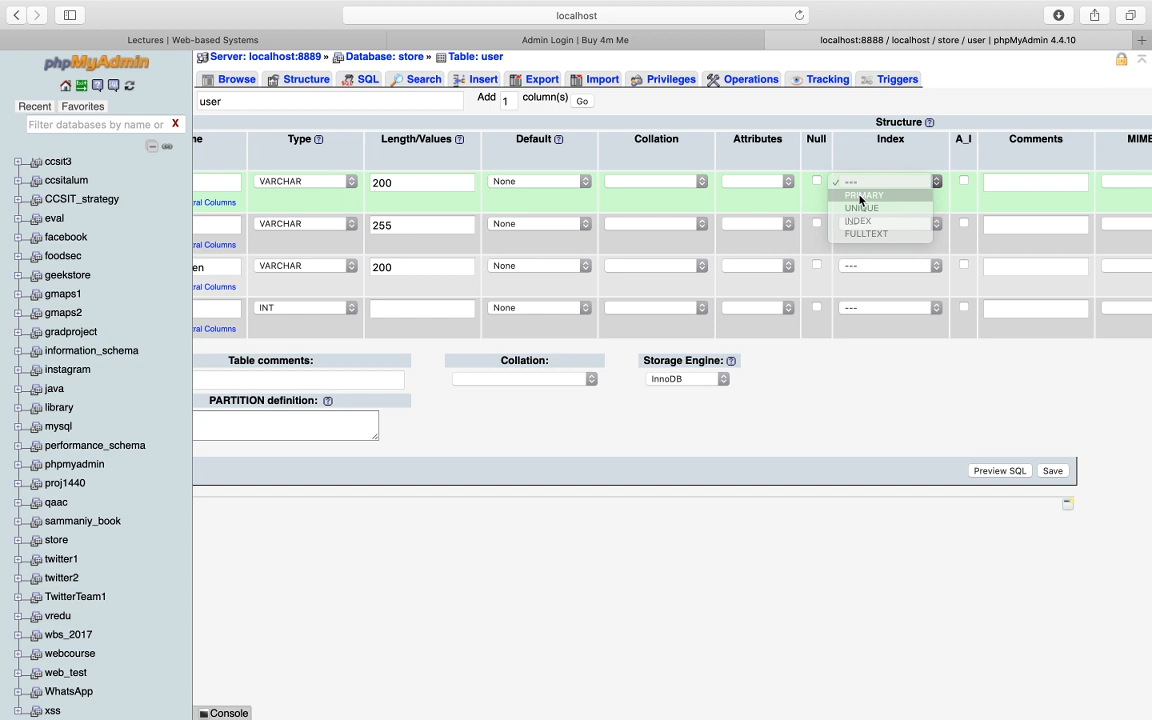 localhost
Lectures | Web-based Systems
Admin Login | Buy 4m Me
localhost:8888 / localhost / store / user | phpMyAdmin 4.4.10
phpMyAdmin
Recent
Favorites
Filter databases by name or
X
ccsit3
ccsitalum
CCSIT_strategy
eval
facebook
foodsec
geekstore
gmaps1
gmaps2
gradproject
information_schema
instagram
java
library
mysql
performance_schema
phpmyadmin
proj1440
qaac
sammaniy_book
store
twitter1
twitter2
TwitterTeam1
vredu
wbs_2017
webcourse
web_test
WhatsApp
xss
Server: localhost:8889 » Database: store » Table: user
Browse Structure SQL Search Insert Export Import Privileges Operations Tracking Triggers
user
Add 1 column(s) Go
Structure
ne Type Length/Values Default Collation Attributes Null Index A_I Comments MIME
VARCHAR 200 None ---
ral Columns
PRIMARY
UNIQUE
INDEX
FULLTEXT
VARCHAR 255 None
ral Columns
en VARCHAR 200 None ---
ral Columns
INT None ---
ral Columns
Table comments: Collation: Storage Engine:
InnoDB
PARTITION definition:
Preview SQL Save
Console